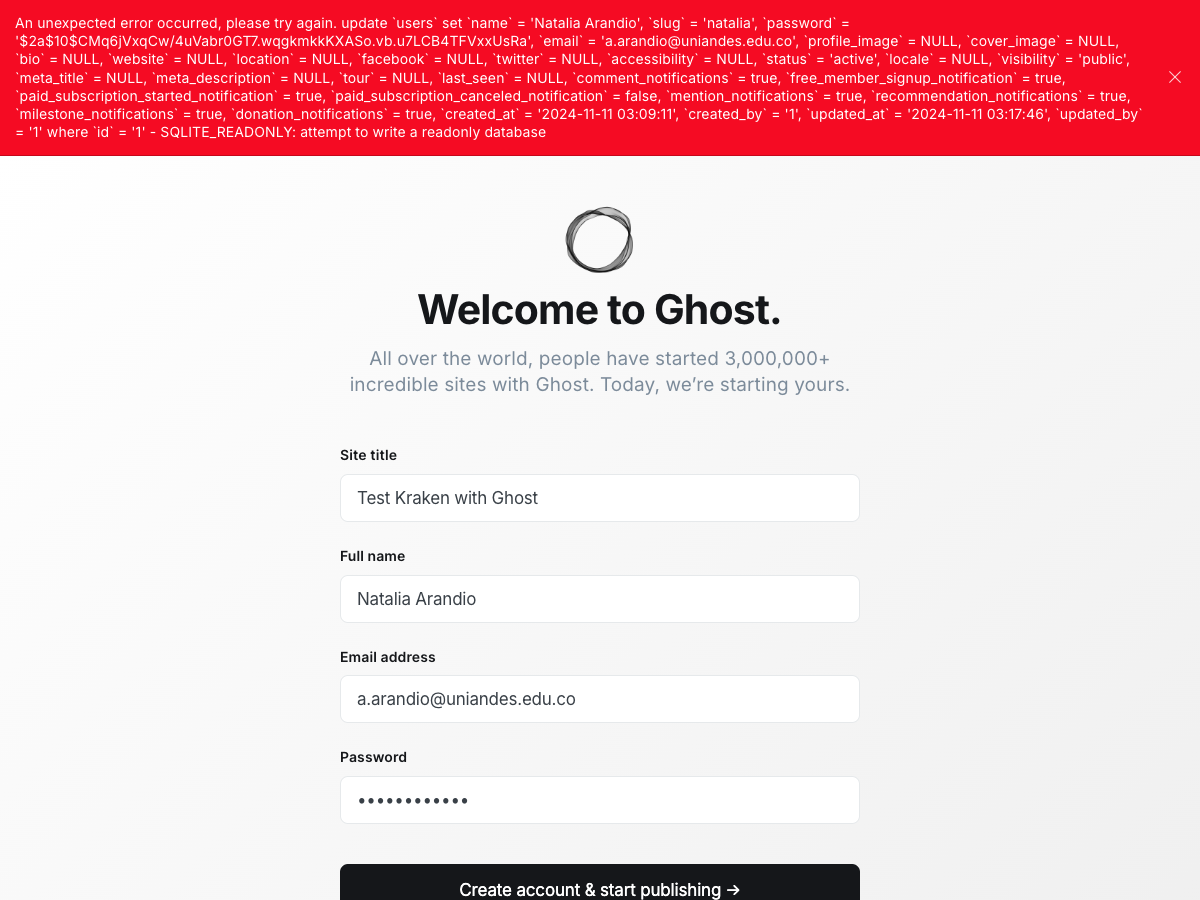 An unexpected error occurred, please try again. update `users` set `name` = 'Natalia Arandio', `slug` = 'natalia', `password` =
'$2a$10$CMq6jVxqCw/4uVabr0GT7.wqgkmkkKXASo.vb.u7LCB4TFVxxUsRa', `email` = 'a.arandio@uniandes.edu.co', `profile_image` = NULL, `cover_image` = NULL,
`bio` = NULL, `website` = NULL, `location` = NULL, `facebook` = NULL, `twitter` = NULL, `accessibility` = NULL, `status` = 'active', `locale` = NULL, `visibility` = 'public',
`meta_title` = NULL, `meta_description` = NULL, `tour` = NULL, `last_seen` = NULL, `comment_notifications` = true, `free_member_signup_notification` = true,
`paid_subscription_started_notification` = true, `paid_subscription_canceled_notification` = false, `mention_notifications` = true, `recommendation_notifications` = true,
`milestone_notifications` = true, `donation_notifications` = true, `created_at` = '2024-11-11 03:09:11', `created_by` = '1', `updated_at` = '2024-11-11 03:17:46', `updated_by`
= '1' where `id` = '1' - SQLITE_READONLY: attempt to write a readonly database
Welcome to Ghost.
All over the world, people have started 3,000,000+
incredible sites with Ghost. Today, we’re starting yours.
Site title
Test Kraken with Ghost
Full name
Natalia Arandio
Email address
a.arandio@uniandes.edu.co
Password
••••••••••••
Create account & start publishing →